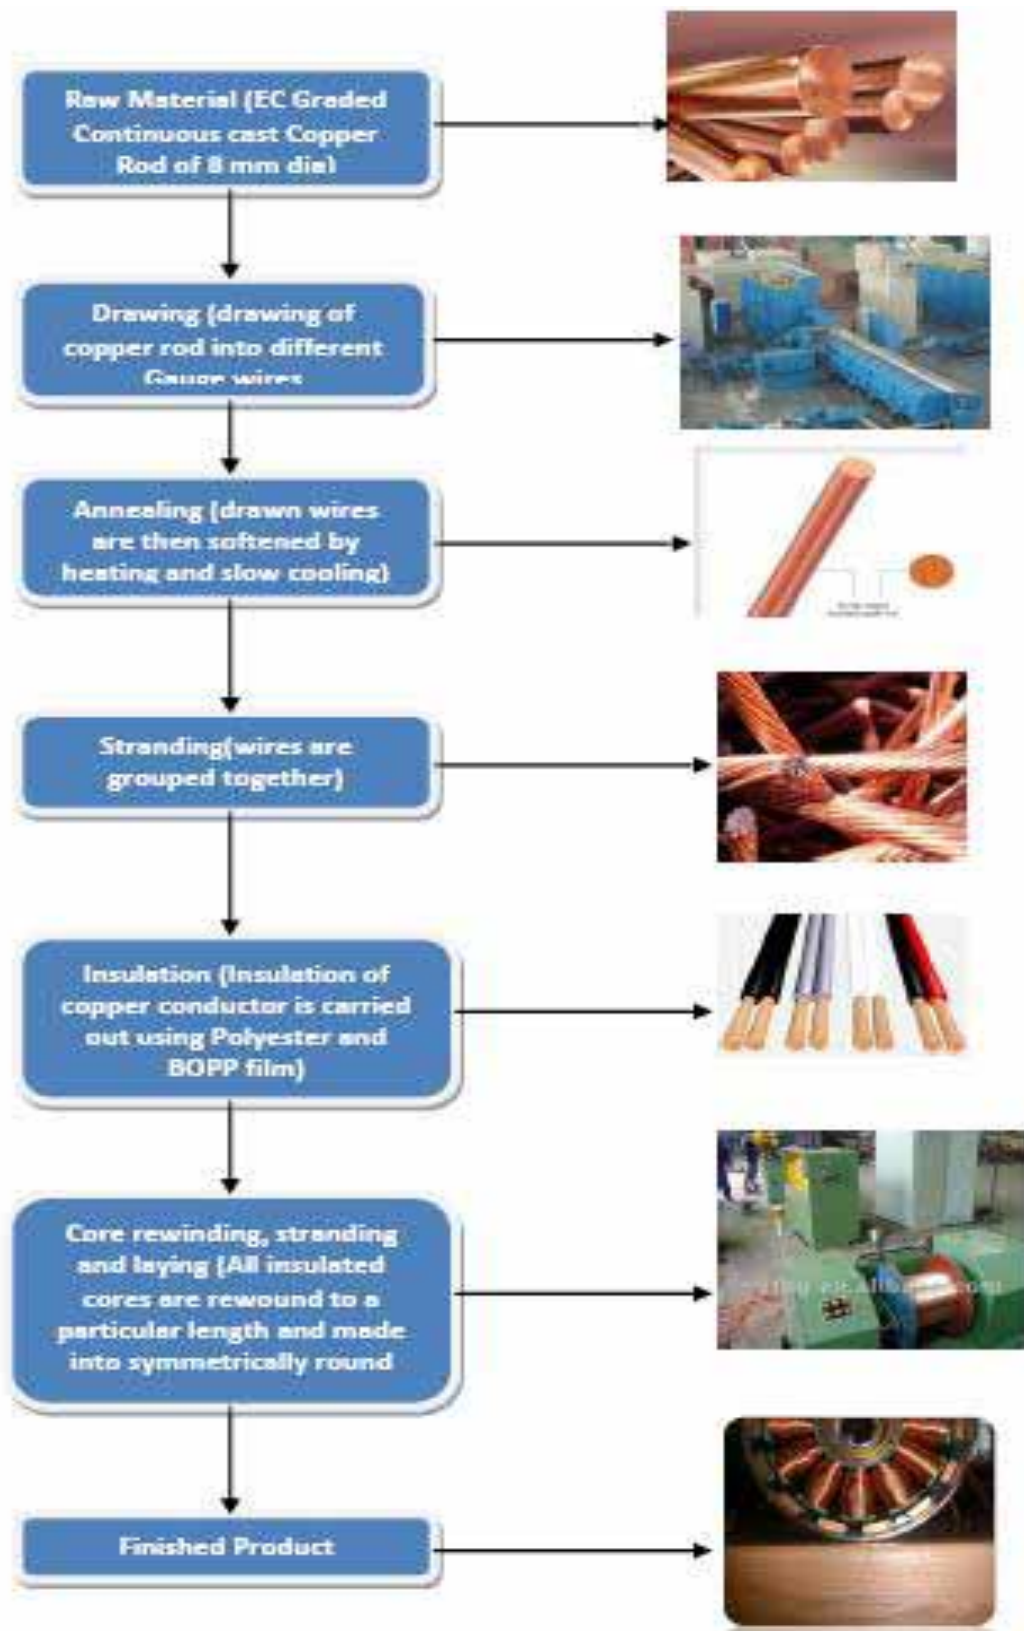 Raw Material (EC Graded
Continuous cast Copper
Rod of 8 mm dia)
Drawing (drawing of
copper rod into different
Gauge wires
Annealing (drawn wires
are then softened by
heating and slow cooling)
Stranding(wires are
grouped together)
Insulation (Insulation of
copper conductor is carried
out using Polyester and
BOPP film)
Core rewinding, stranding
and laying (All insulated
cores are rewound to a
particular length and made
into symmetrically round
Finished Product